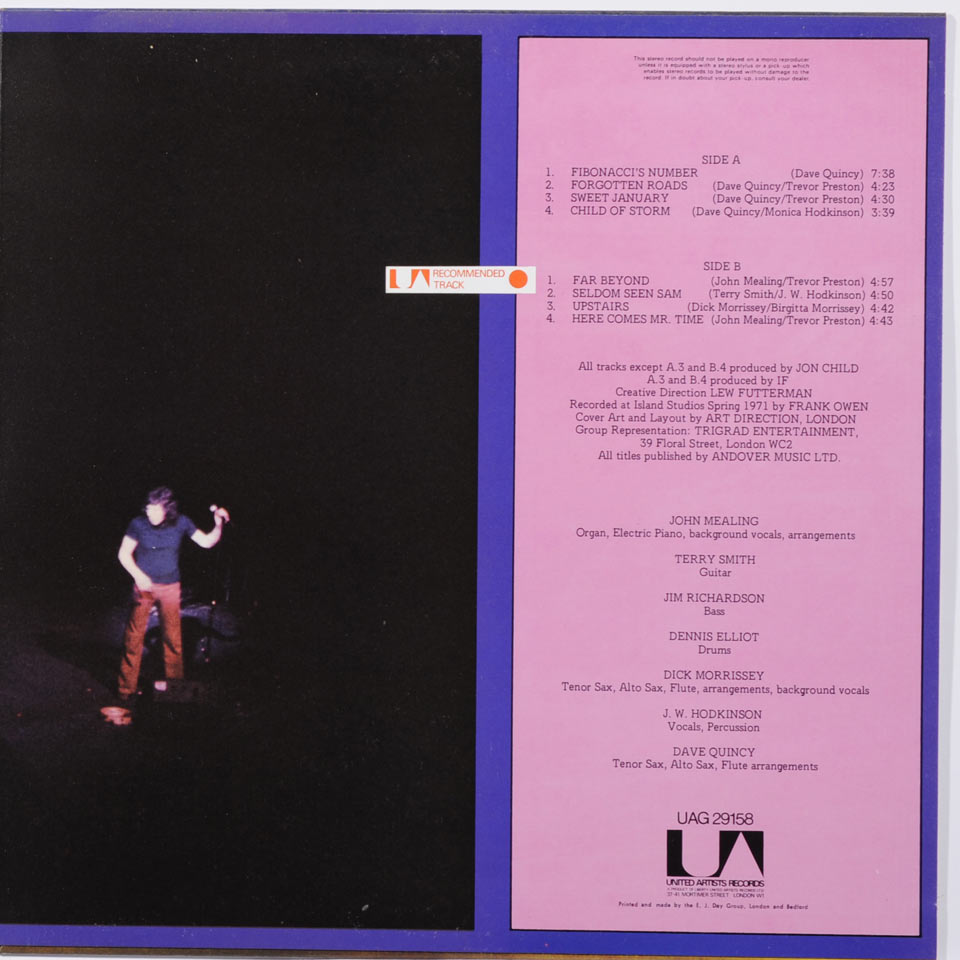 This stereo record should not be played on a mono reproducer
unless it is equipped with a stereo stylus or a pick-up which
enables stereo records to be played without damage to the
record. If in doubt about your pick-up, consult your dealer.
SIDE A
1. FIBONACCI'S NUMBER (Dave Quincy) 7:38
2. FORGOTTEN ROADS (Dave Quincy/Trevor Preston) 4:23
3. SWEET JANUARY (Dave Quincy/Trevor Preston) 4:30
4. CHILD OF STORM (Dave Quincy/Monica Hodkinson) 3:39
UA RECOMMENDED
TRACK
SIDE B
1. FAR BEYOND (John Mealing/Trevor Preston) 4:57
2. SELDOM SEEN SAM (Terry Smith/J. W. Hodkinson) 4:50
3. UPSTAIRS (Dick Morrissey/Birgitta Morrissey) 4:42
4. HERE COMES MR. TIME (John Mealing/Trevor Preston) 4:43
All tracks except A.3 and B.4 produced by JON CHILD
A.3 and B.4 produced by IF
Creative Direction LEW FUTTERMAN
Recorded at Island Studios Spring 1971 by FRANK OWEN
Cover Art and Layout by ART DIRECTION, LONDON
Group Representation: TRIGRAD ENTERTAINMENT,
39 Floral Street, London WC2
All titles published by ANDOVER MUSIC LTD.
JOHN MEALING
Organ, Electric Piano, background vocals, arrangements
TERRY SMITH
Guitar
JIM RICHARDSON
Bass
DENNIS ELLIOT
Drums
DICK MORRISSEY
Tenor Sax, Alto Sax, Flute, arrangements, background vocals
J. W. HODKINSON
Vocals, Percussion
DAVE QUINCY
Tenor Sax, Alto Sax, Flute arrangements
UAG 29158
UA
UNITED ARTISTS RECORDS
A PRODUCT OF LIBERTY/UNITED ARTISTS RECORDS LTD
37-41 MORTIMER STREET LONDON W1
Printed and made by the E. J. Day Group, London and Bedford